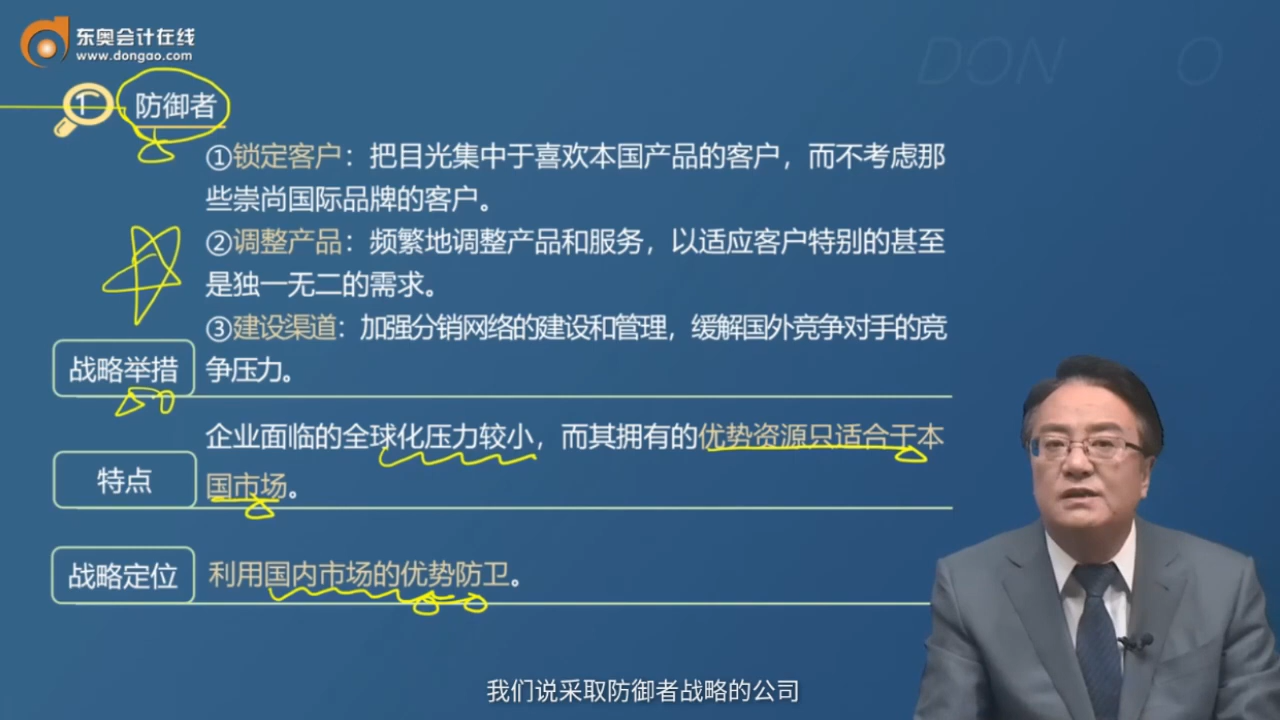 东奥会计在线
www.dongao.com
DON O
防御者
①锁定客户：把目光集中于喜欢本国产品的客户，而不考虑那
些崇尚国际品牌的客户。
②调整产品：频繁地调整产品和服务，以适应客户特别的甚至
是独一无二的需求。
③建设渠道：加强分销网络的建设和管理，缓解国外竞争对手的竞
战略举措 争压力。
企业面临的全球化压力较小，而其拥有的优势资源只适合于本
特点 国市场。
战略定位 利用国内市场的优势防卫。
我们说采取防御者战略的公司